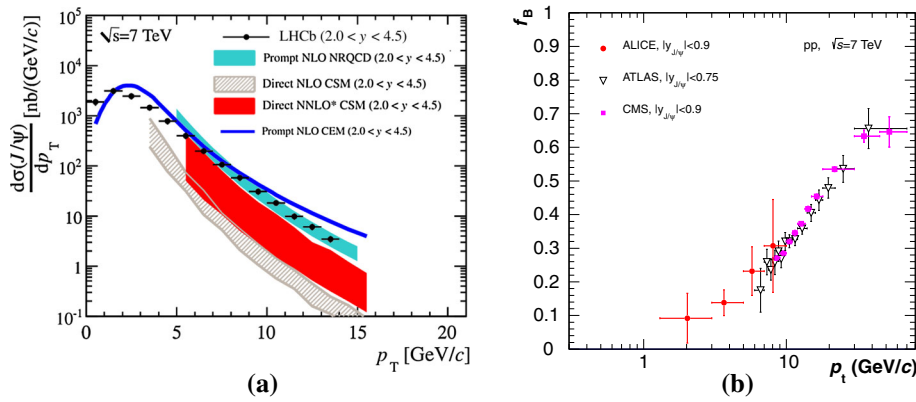 √s=7 TeV
LHCb (2.0 < y < 4.5)
Prompt NLO NRQCD (2.0 < y < 4.5)
Direct NLO CSM (2.0 < y < 4.5)
Direct NNLO* CSM (2.0 < y < 4.5)
Prompt NLO CEM (2.0 < y < 4.5)
dσ(J/ψ)/dp_T [nb/(GeV/c)]
10^5
10^4
10^3
10^2
10
1
10^-1
0 5 10 15 20
p_T [GeV/c]
(a)
f_B
ALICE, |y_J/ψ|<0.9
ATLAS, |y_J/ψ|<0.75
CMS, |y_J/ψ|<0.9
pp, √s=7 TeV
1
0.9
0.8
0.7
0.6
0.5
0.4
0.3
0.2
0.1
0
1 10
p_t (GeV/c)
(b)